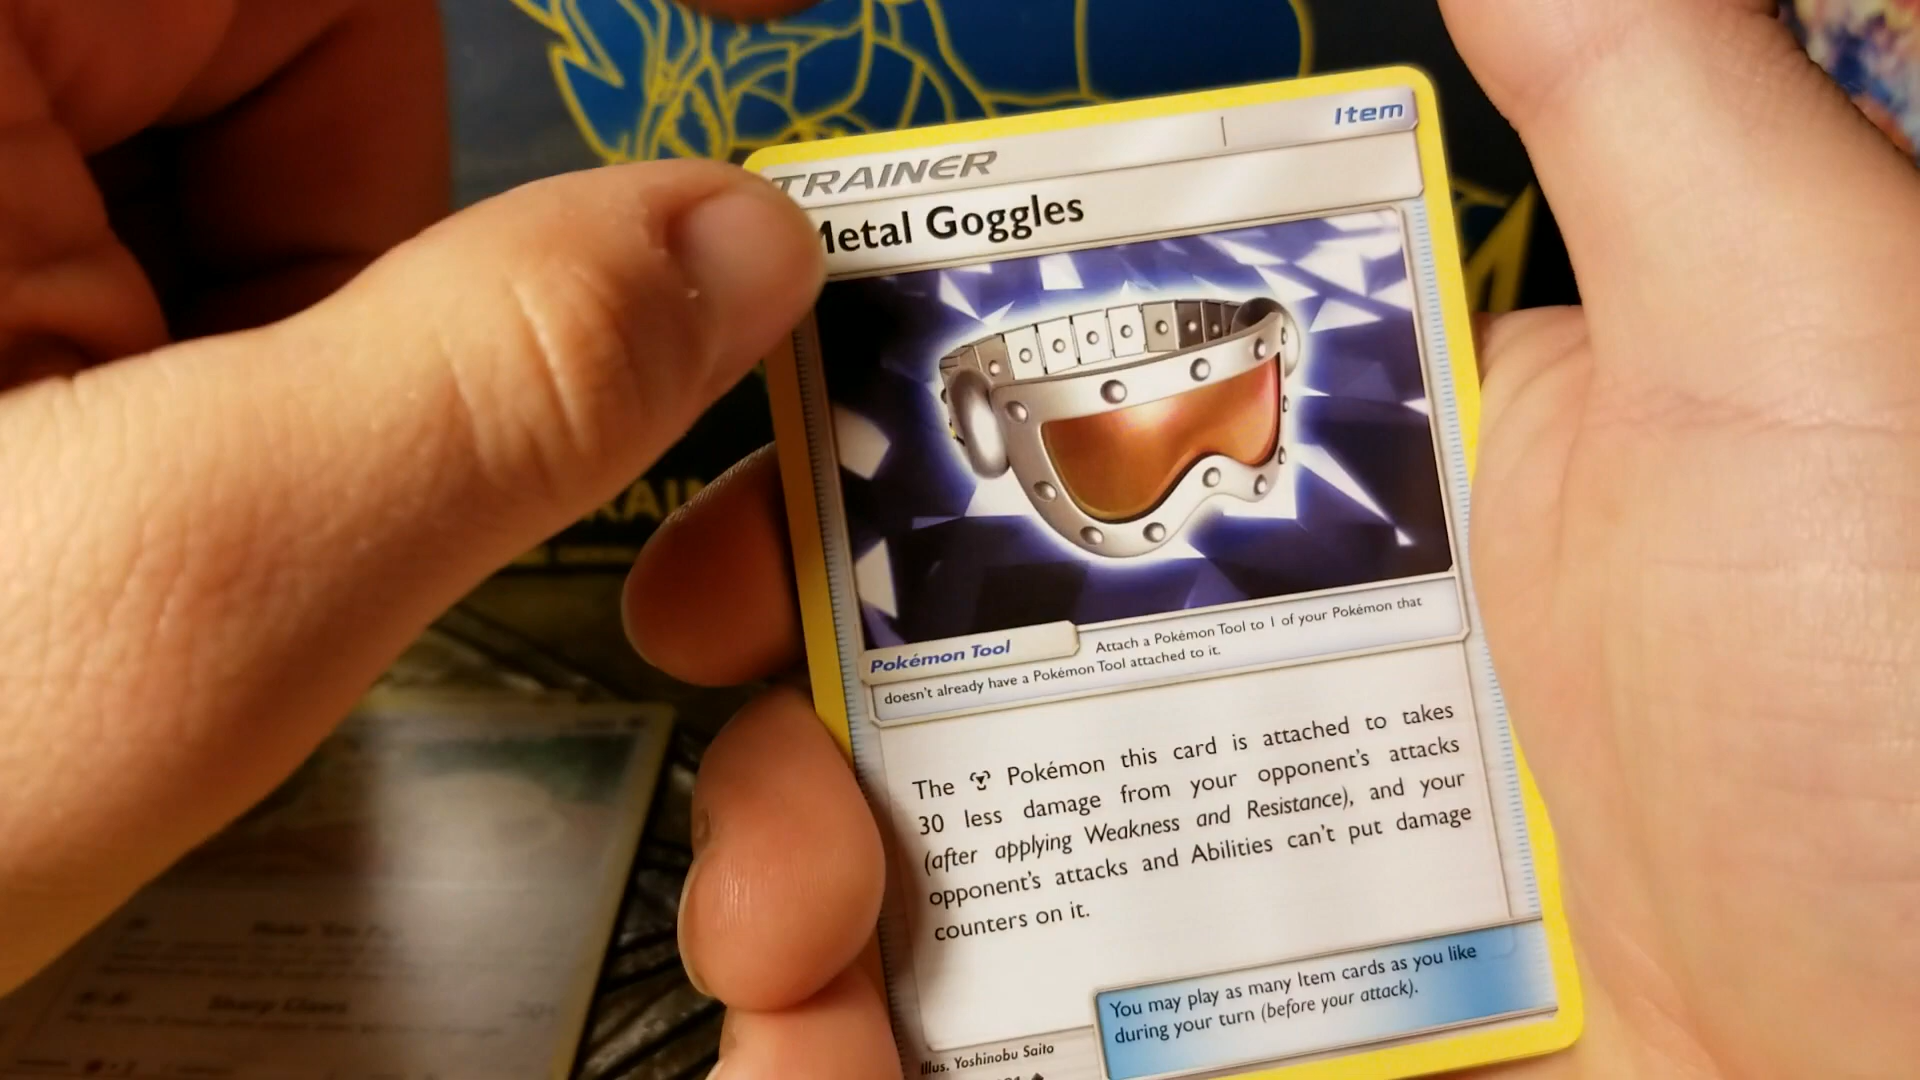 Item
TRAINER
Metal Goggles
Pokémon Tool
Attach a Pokémon Tool to 1 of your Pokémon that
doesn't already have a Pokémon Tool attached to it.
The Pokémon this card is attached to takes
30 less damage from your opponent's attacks
(after applying Weakness and Resistance), and your
opponent's attacks and Abilities can't put damage
counters on it.
You may play as many Item cards as you like
during your turn (before your attack).
Illus. Yoshinobu Saito
Sharp Claws